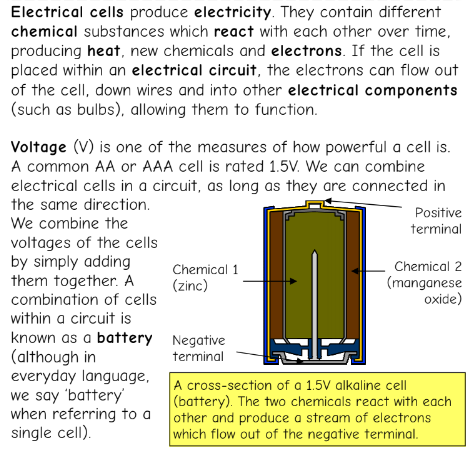 Electrical cells produce electricity. They contain different
chemical substances which react with each other over time,
producing heat, new chemicals and electrons. If the cell is
placed within an electrical circuit, the electrons can flow out
of the cell, down wires and into other electrical components
(such as bulbs), allowing them to function.
Voltage (V) is one of the measures of how powerful a cell is.
A common AA or AAA cell is rated 1.5V. We can combine
electrical cells in a circuit, as long as they are connected in
the same direction.
We combine the
voltages of the cells
by simply adding
them together. A
combination of cells
within a circuit is
known as a battery
(although in
everyday language,
we say 'battery'
when referring to a
single cell).
Positive
terminal
Chemical 1
(zinc)
Chemical 2
(manganese
oxide)
Negative
terminal
A cross-section of a 1.5V alkaline cell
(battery). The two chemicals react with each
other and produce a stream of electrons
which flow out of the negative terminal.